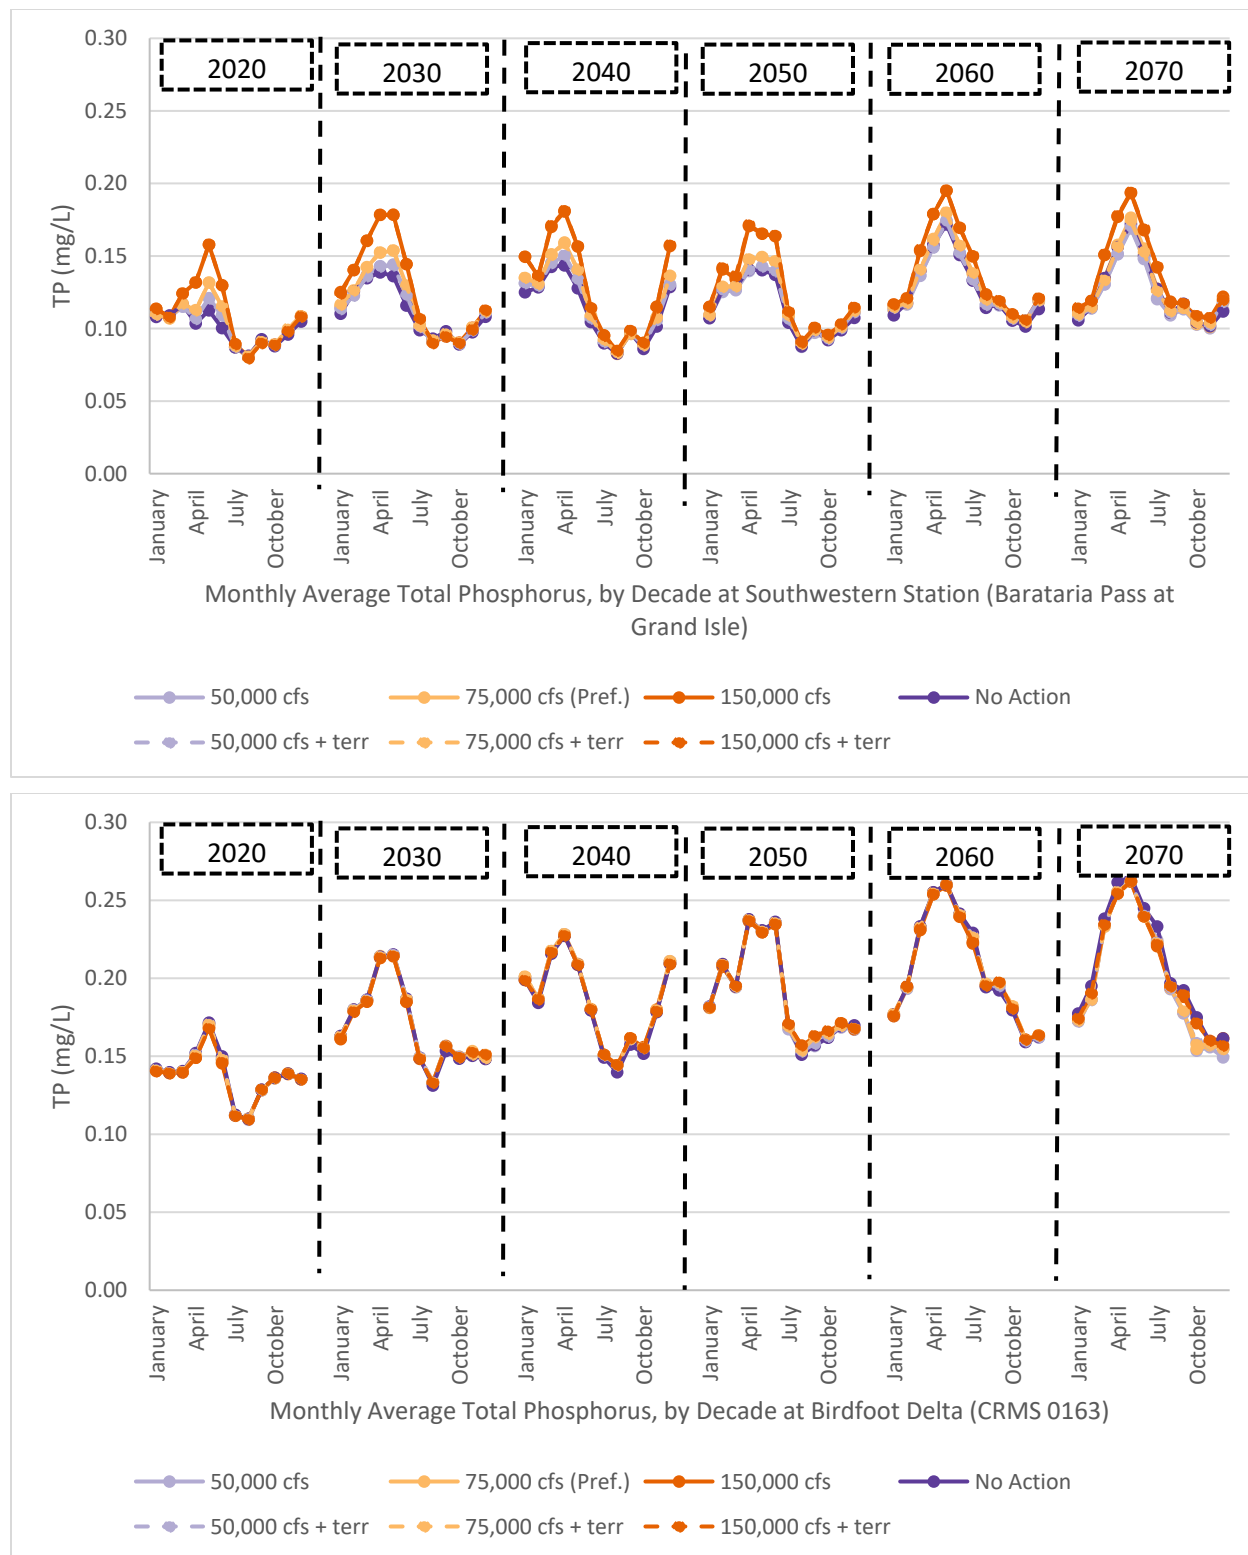 0.30
0.25
0.20
0.15
0.10
0.05
0.00
TP (mg/L)
2020
2030
2040
2050
2060
2070
January
April
July
October
January
April
July
October
January
April
July
October
January
April
July
October
January
April
July
October
January
April
July
October
Monthly Average Total Phosphorus, by Decade at Southwestern Station (Barataria Pass at
Grand Isle)
50,000 cfs
75,000 cfs (Pref.)
150,000 cfs
No Action
50,000 cfs + terr
75,000 cfs + terr
150,000 cfs + terr
0.30
0.25
0.20
0.15
0.10
0.05
0.00
TP (mg/L)
2020
2030
2040
2050
2060
2070
January
April
July
October
January
April
July
October
January
April
July
October
January
April
July
October
January
April
July
October
January
April
July
October
Monthly Average Total Phosphorus, by Decade at Birdfoot Delta (CRMS 0163)
50,000 cfs
75,000 cfs (Pref.)
150,000 cfs
No Action
50,000 cfs + terr
75,000 cfs + terr
150,000 cfs + terr